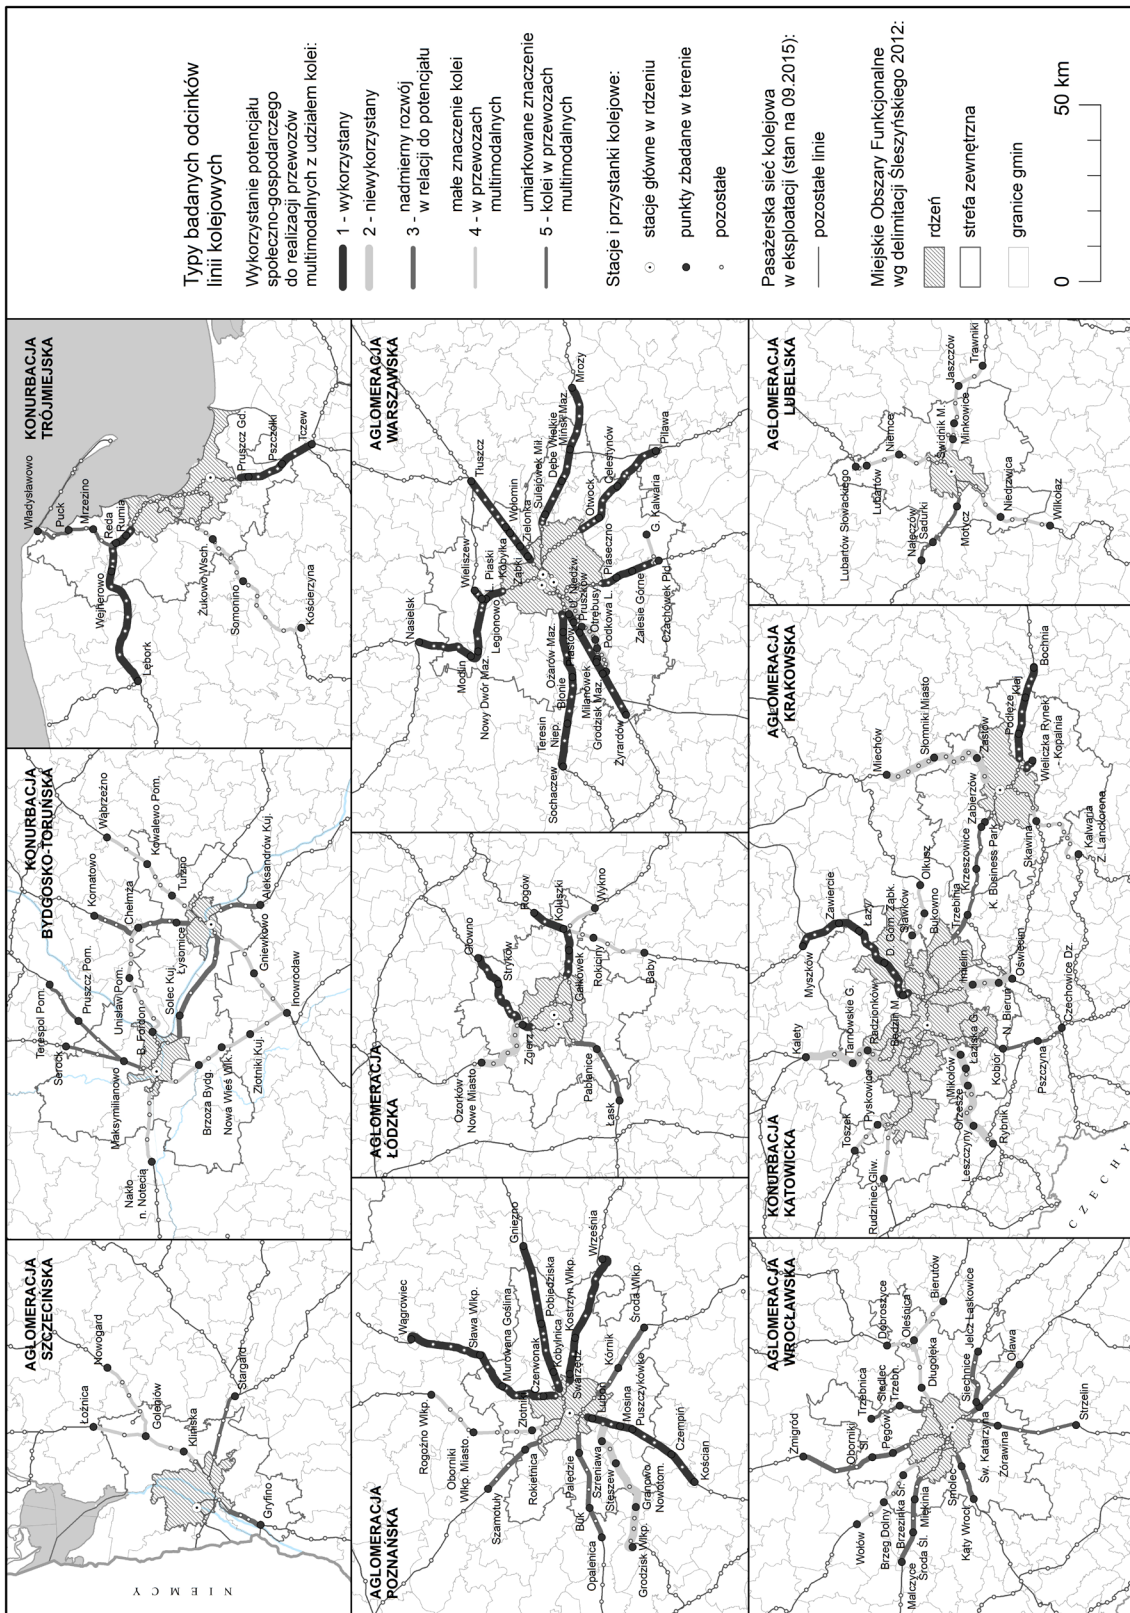 AGLOMERACJA
SZCZECIŃSKA
Nowogard
Łoźnica
Goleniów
Kliniska
Stargard
Gryfino
NIEMCY
KONURBACJA
BYDGOSKO-TORUŃSKA
Wąbrzeźno
Kornatowo
Kowalewo Pom.
Terespol Pom.
Pruszcz Pom.
Chełmża
Turzno
Serock
Unisław Pom.
Łysomice
B. Fordon
Solec Kuj.
Aleksandrów Kuj.
Maksymilianowo
Gniewkowo
Brzoza Bydg.
Nowa Wieś Wlk.
Złotniki Kuj.
Inowrocław
Nakło
n. Notecią
KONURBACJA
TRÓJMIEJSKA
Władysławowo
Puck
Mrzezino
Reda
Rumia
Wejherowo
Lębork
Pruszcz Gd.
Pszczółki
Tczew
Żukowo Wsch.
Somonino
Kościerzyna
AGLOMERACJA
POZNAŃSKA
Wągrowiec
Gniezno
Sława Wlkp.
Murowana Goślina
Pobiedziska
Września
Rogoźno Wlkp.
Czerwonak
Kobylnica
Kostrzyn Wlkp.
Oborniki
Wlkp. Miasto
Złotniki
Swarzędz
Środa Wlkp.
Szamotuły
Rokietnica
Luboń
Kórnik
Palędzie
Mosina
Puszczykówko
Szreniawa
Stęszew
Buk
Czempiń
Opalenica
Granowo
Nowotom.
Grodzisk Wlkp.
Kościan
AGLOMERACJA
ŁÓDZKA
Głowno
Stryków
Rogów
Koluszki
Wykno
Ozorków
Nowe Miasto
Zgierz
Gałkówek
Rokiciny
Baby
Pabianice
Łask
AGLOMERACJA
WARSZAWSKA
Nasielsk
Modlin
Nowy Dwór Maz.
Wieliszew
Legionowo
L. Piaski
Tłuszcz
Wołomin
Kobyłka
Ząbki
Zielonka
Sulejówek Mił.
Dębe Wielkie
Mińsk Maz.
Mrozy
Otwock
Celestynów
Pilawa
Ożarów Maz.
Błonie
Teresin
Niep.
Sochaczew
Piastów
U. Niedźw.
Pruszków
Otrębusy
Podkowa L.
Milanówek
Grodzisk Maz.
Żyrardów
Piaseczno
Zalesie Górne
G. Kalwaria
Czachówek Płd.
AGLOMERACJA
WROCŁAWSKA
Żmigród
Dobroszyce
Oleśnica
Bierutów
Trzebnica
Siedlec
Trzebn.
Długołęka
Oborniki
Śl.
Pęgów
Siechnice
Jelcz Laskowice
Oława
Wołów
Brzeg Dolny
Brzezinka Śr.
Miękinia
Środa Śl.
Malczyce
Smolec
Św. Katarzyna
Żórawina
Strzelin
Kąty Wrocł.
KONURBACJA
KATOWICKA
Myszków
Zawiercie
Łazy
D. Górn. Ząbk.
Sławków
Bukowno
Olkusz
Kalety
Tarnowskie G.
Radzionków
Będzin M.
Toszek
Pyskowice
Rudziniec Gliw.
Mikołów
Łaziska G.
Orzesze
Leszczyny
Rybnik
Imielin
N. Bieruń
Oświęcim
Kobiór
Pszczyna
Czechowice Dz.
CZECHY
AGLOMERACJA
KRAKOWSKA
Miechów
Słomniki Miasto
Zastów
Trzebinia
Krzeszowice
K. Business Park
Zabierzów
Podłęże
Kłaj
Bochnia
Wieliczka Rynek
- Kopalnia
Skawina
Kalwaria
Z. Lanckorona
AGLOMERACJA
LUBELSKA
Lubartów Słowackiego
Lubartów
Niemce
Nałęczów
Sadurki
Motycz
Świdnik M.
Minkowice
Jaszczów
Trawniki
Niedrzwica
Wilkołaz
Typy badanych odcinków
linii kolejowych
Wykorzystanie potencjału
społeczno-gospodarczego
do realizacji przewozów
multimodalnych z udziałem kolei:
1 - wykorzystany
2 - niewykorzystany
nadmierny rozwój
3 - w relacji do potencjału
małe znaczenie kolei
4 - w przewozach
multimodalnych
umiarkowane znaczenie
5 - kolei w przewozach
multimodalnych
Stacje i przystanki kolejowe:
stacje główne w rdzeniu
punkty zbadane w terenie
pozostałe
Pasażerska sieć kolejowa
w eksploatacji (stan na 09.2015):
pozostałe linie
Miejskie Obszary Funkcjonalne
wg delimitacji Śleszyńskiego 2012:
rdzeń
strefa zewnętrzna
granice gmin
0 50 km